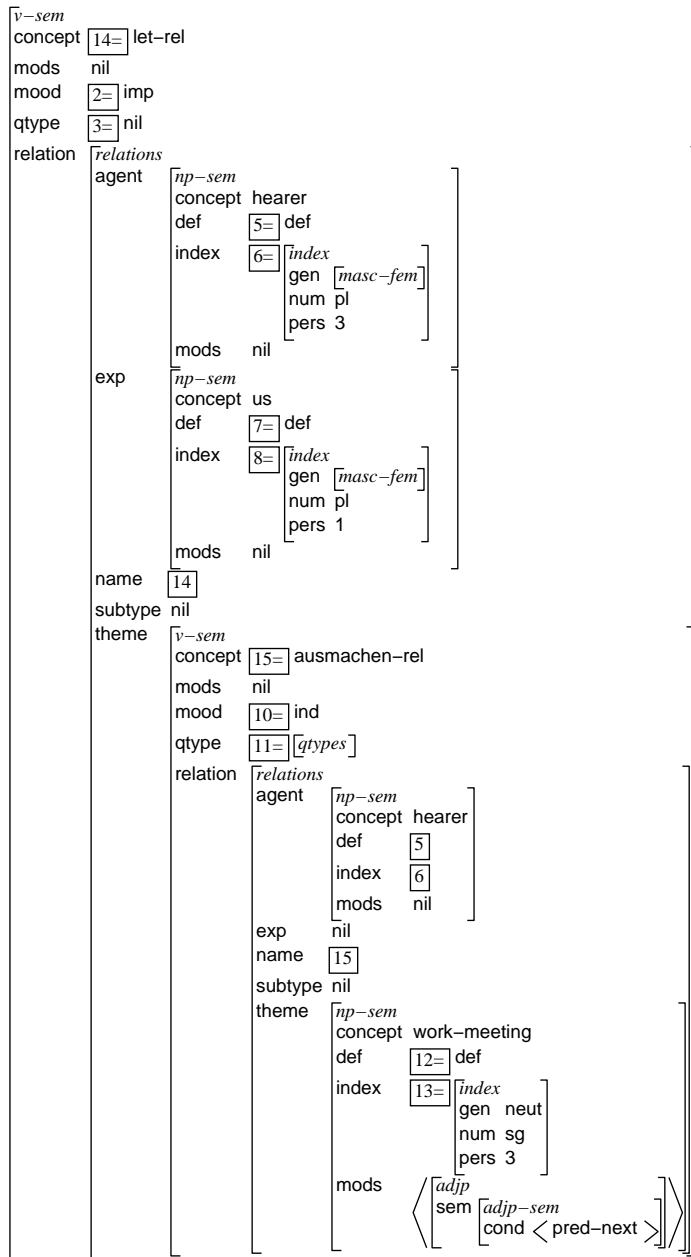 v−sem
concept 14= let−rel
mods nil
mood 2= imp
qtype 3= nil
relation relations
agent np−sem
concept hearer
def 5= def
index 6= index
gen masc−fem
num pl
pers 3
mods nil
exp np−sem
concept us
def 7= def
index 8= index
gen masc−fem
num pl
pers 1
mods nil
name 14
subtype nil
theme v−sem
concept 15= ausmachen−rel
mods nil
mood 10= ind
qtype 11= qtypes
relation relations
agent np−sem
concept hearer
def 5
index 6
mods nil
exp nil
name 15
subtype nil
theme np−sem
concept work−meeting
def 12= def
index 13= index
gen neut
num sg
pers 3
mods < adjp
sem adjp−sem
cond < pred−next > >